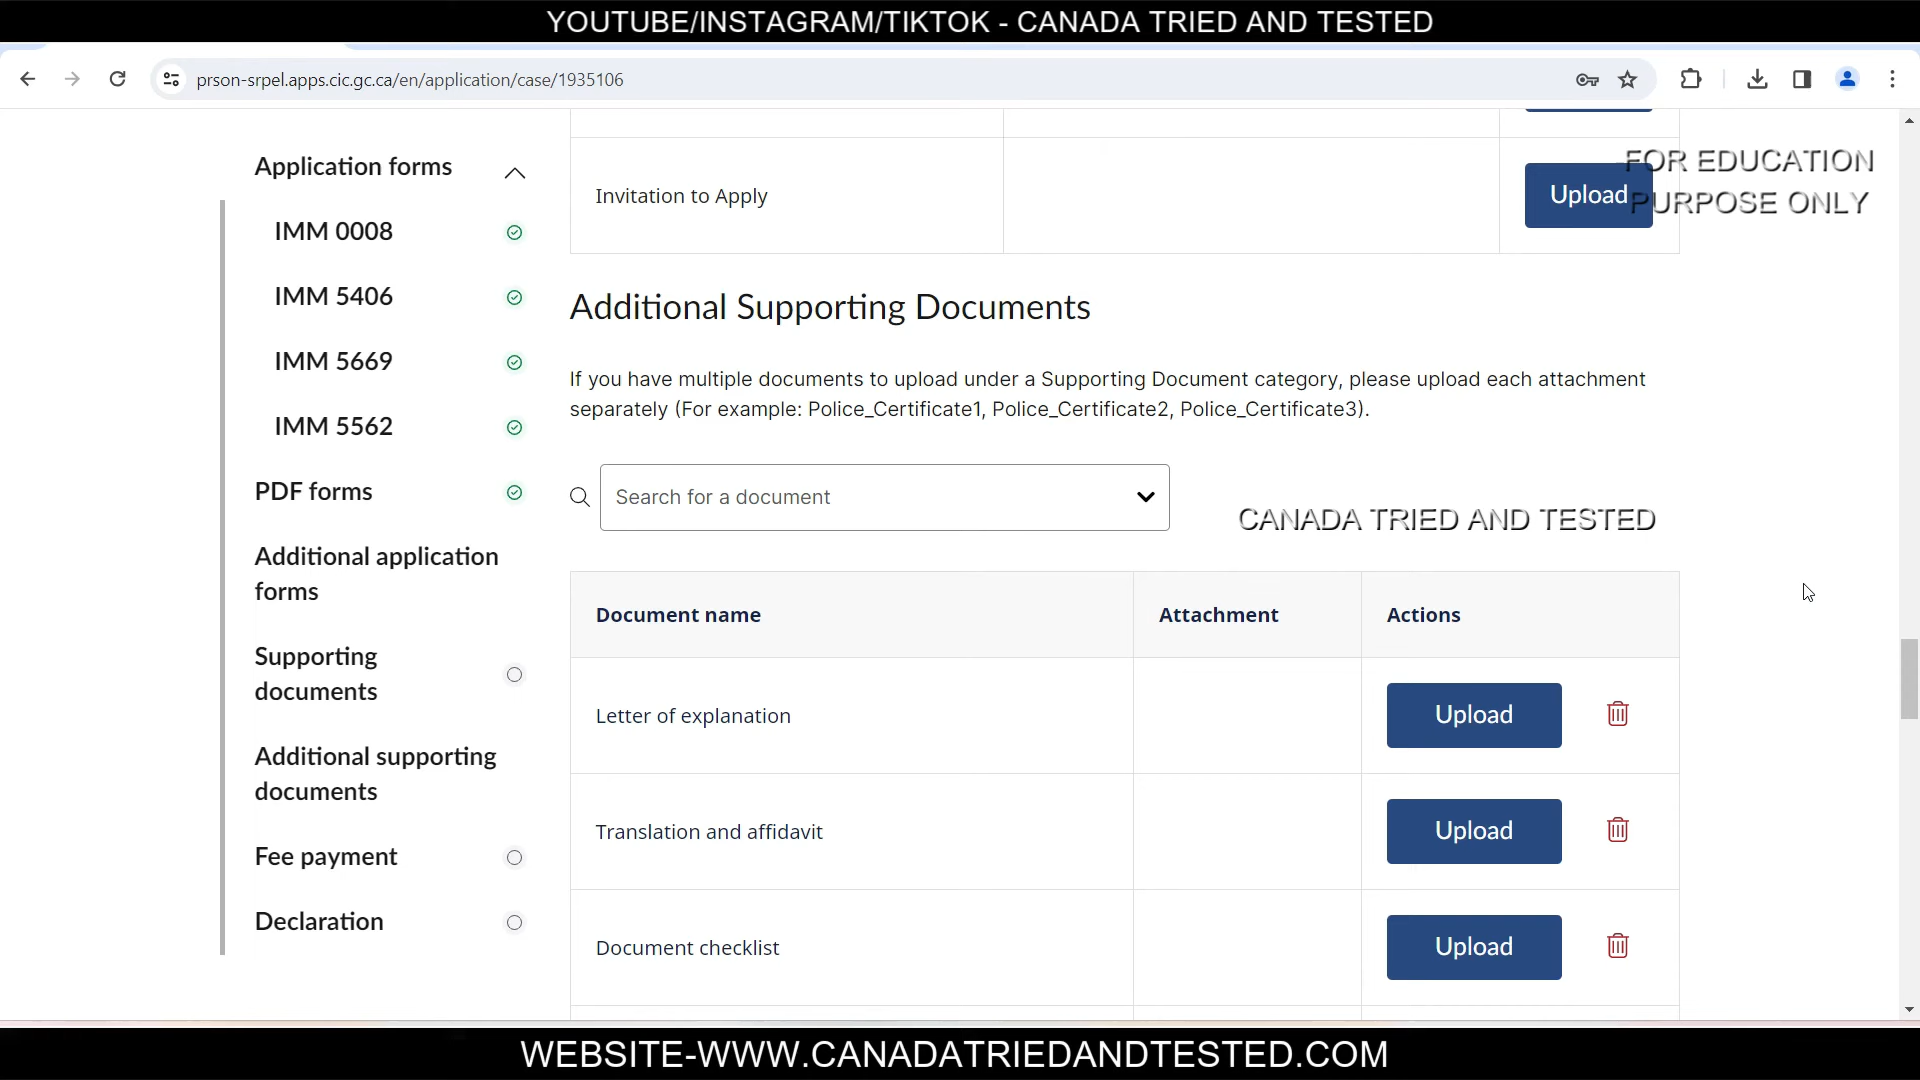 YOUTUBE/INSTAGRAM/TIKTOK - CANADA TRIED AND TESTED
prson-srpel.apps.cic.gc.ca/en/application/case/1935106
Application forms
IMM 0008
IMM 5406
IMM 5669
IMM 5562
PDF forms
Additional application
forms
Supporting
documents
Additional supporting
documents
Fee payment
Declaration
Invitation to Apply
Upload
FOR EDUCATION
PURPOSE ONLY
Additional Supporting Documents
If you have multiple documents to upload under a Supporting Document category, please upload each attachment
separately (For example: Police_Certificate1, Police_Certificate2, Police_Certificate3).
Search for a document
CANADA TRIED AND TESTED
Document name Attachment Actions
Letter of explanation Upload
Translation and affidavit Upload
Document checklist Upload
WEBSITE-WWW.CANADATRIEDANDTESTED.COM